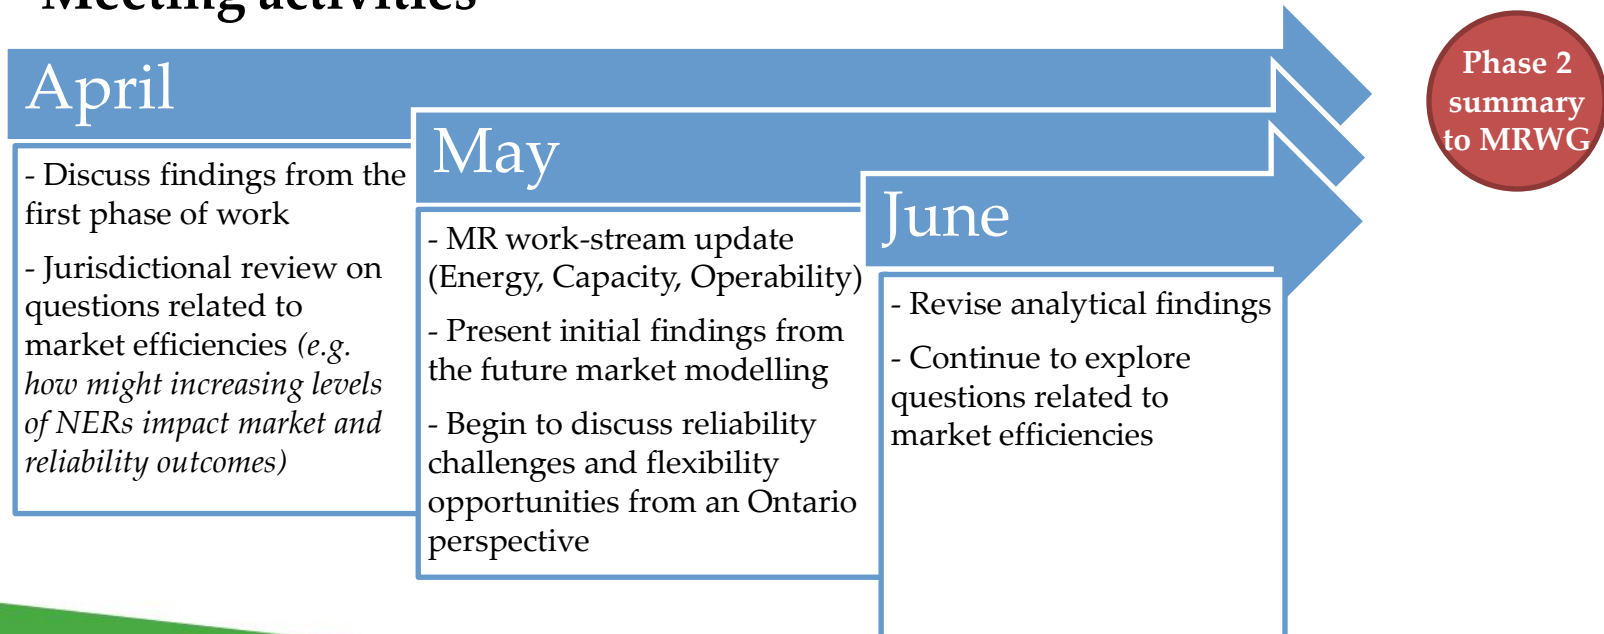 Meeting activities
April
- Discuss findings from the
first phase of work
- Jurisdictional review on
questions related to
market efficiencies (e.g.
how might increasing levels
of NERs impact market and
reliability outcomes)
May
- MR work-stream update
(Energy, Capacity, Operability)
- Present initial findings from
the future market modelling
- Begin to discuss reliability
challenges and flexibility
opportunities from an Ontario
perspective
June
- Revise analytical findings
- Continue to explore
questions related to
market efficiencies
Phase 2
summary
to MRWG